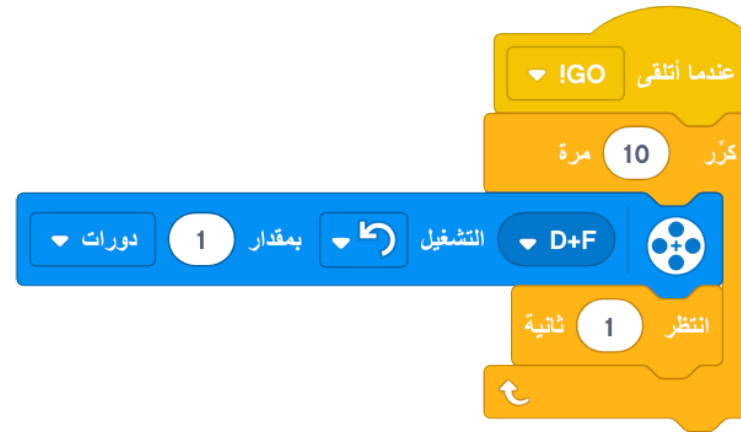 عندما أتلقى GO!
كرِّر 10 مرة
D+F التشغيل بمقدار 1 دورات
انتظر 1 ثانية